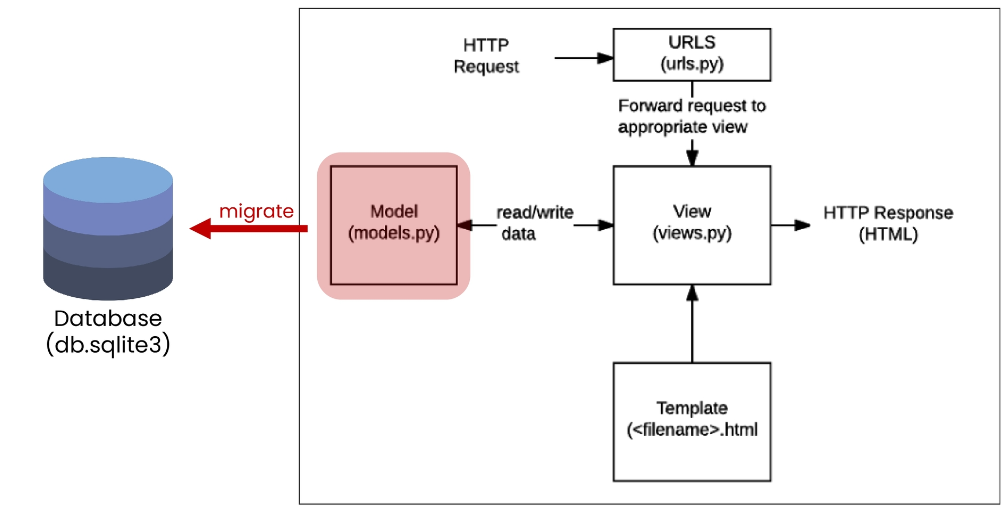 HTTP
Request
URLS
(urls.py)
Forward request to
appropriate view
migrate
Model
(models.py)
read/write
data
View
(views.py)
HTTP Response
(HTML)
Database
(db.sqlite3)
Template
(<filename>.html